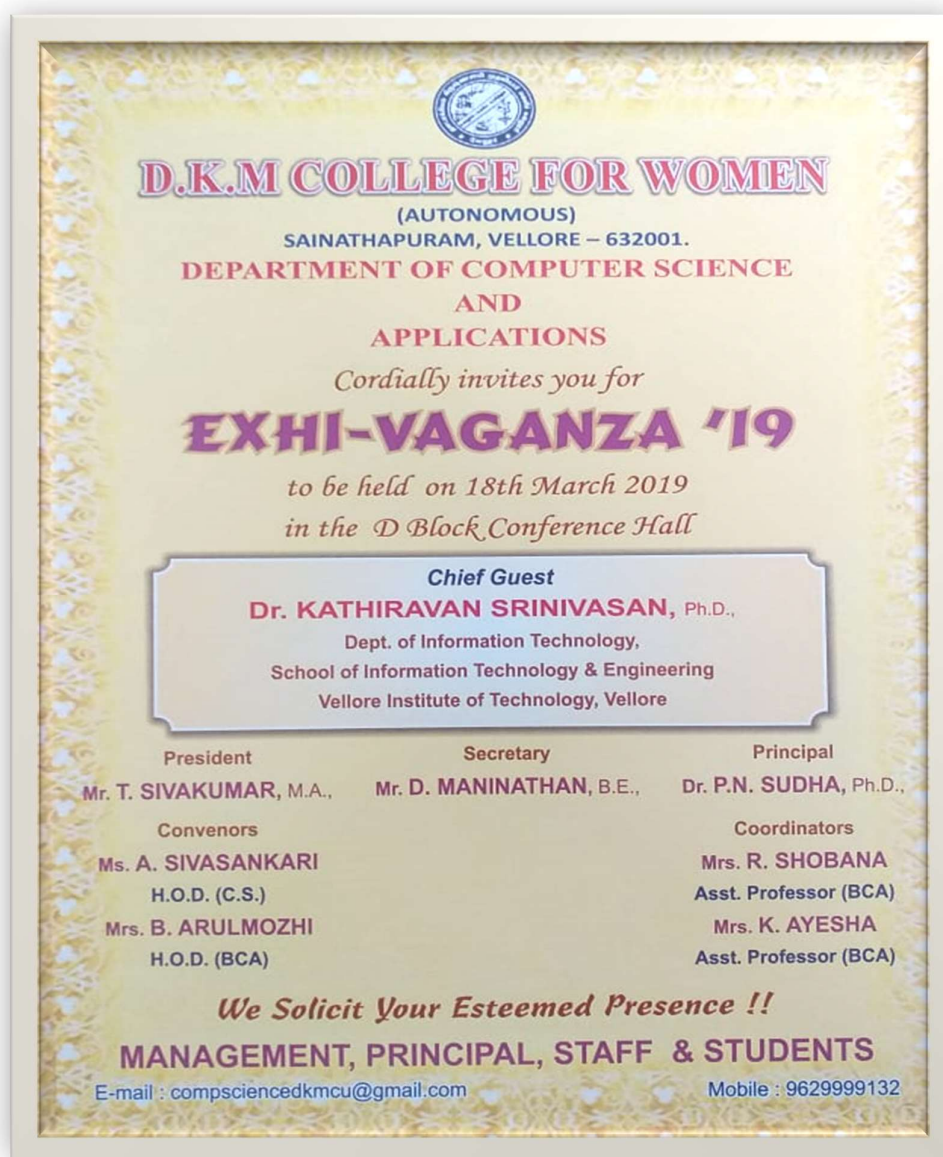 D.K.M COLLEGE FOR WOMEN
(AUTONOMOUS)
SAINATHAPURAM, VELLORE – 632001.
DEPARTMENT OF COMPUTER SCIENCE
AND
APPLICATIONS
Cordially invites you for
EXHI-VAGANZA '19
to be held on 18th March 2019
in the D Block Conference Hall
Chief Guest
Dr. KATHIRAVAN SRINIVASAN, Ph.D.,
Dept. of Information Technology,
School of Information Technology & Engineering
Vellore Institute of Technology, Vellore
President
Mr. T. SIVAKUMAR, M.A.,
Secretary
Mr. D. MANINATHAN, B.E.,
Principal
Dr. P.N. SUDHA, Ph.D.,
Convenors
Ms. A. SIVASANKARI
H.O.D. (C.S.)
Mrs. B. ARULMOZHI
H.O.D. (BCA)
Coordinators
Mrs. R. SHOBANA
Asst. Professor (BCA)
Mrs. K. AYESHA
Asst. Professor (BCA)
We Solicit Your Esteemed Presence !!
MANAGEMENT, PRINCIPAL, STAFF & STUDENTS
E-mail : compsciencedkmcu@gmail.com
Mobile : 9629999132